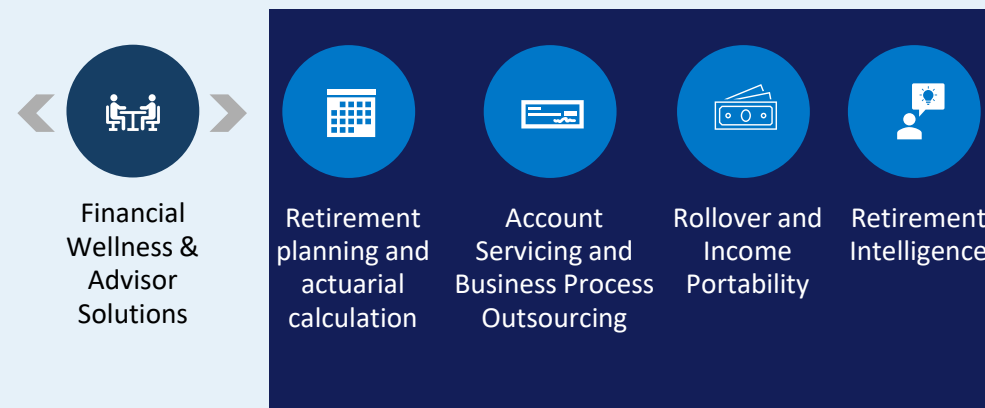 Financial
Wellness &
Advisor
Solutions
Retirement
planning and
actuarial
calculation
Account
Servicing and
Business Process
Outsourcing
Rollover and
Income
Portability
Retirement
Intelligence